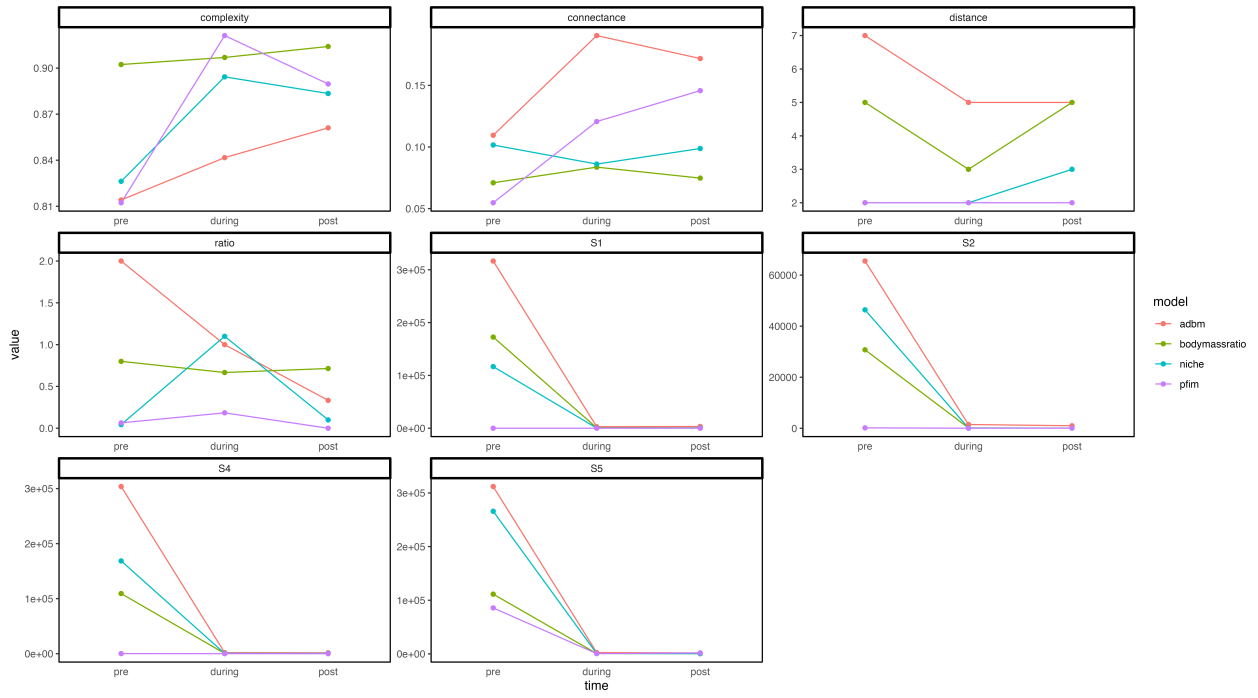 complexity
connectance
distance
0.90
0.87
0.84
0.81
0.15
0.10
0.05
7
6
5
4
3
2
pre during post
pre during post
pre during post
ratio
S1
S2
2.0
1.5
1.0
0.5
0.0
3e+05
2e+05
1e+05
0e+00
60000
40000
20000
0
pre during post
pre during post
pre during post
S4
S5
3e+05
2e+05
1e+05
0e+00
3e+05
2e+05
1e+05
0e+00
pre during post
pre during post
value
time
model
adbm
bodymassratio
niche
pfim